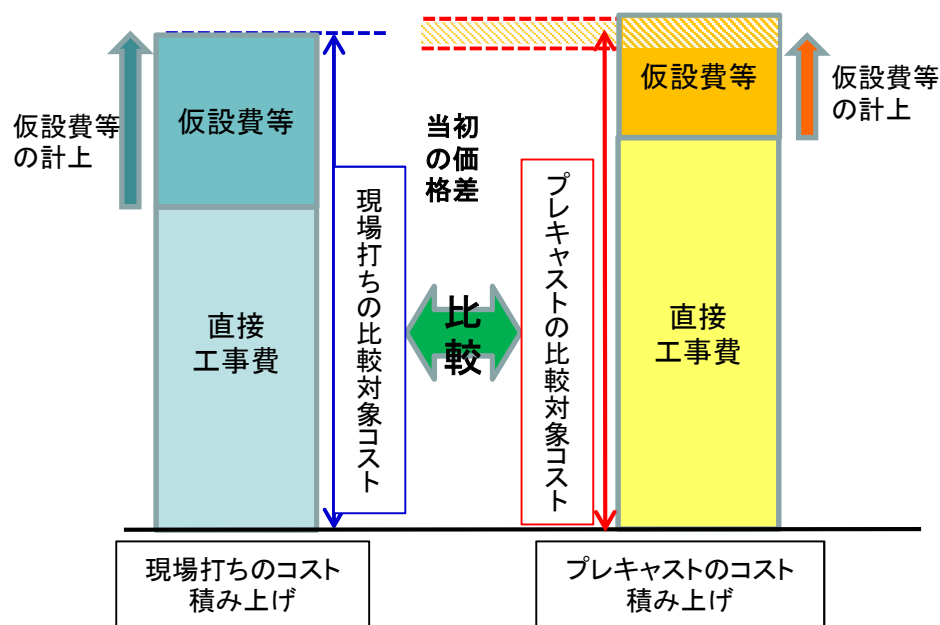 仮設費等
の計上
仮設費等
直接
工事費
現場打ちの比較対象コスト
当初
の価
格差
比
較
プレキャストの比較対象コスト
仮設費等
直接
工事費
仮設費等
の計上
現場打ちのコスト
積み上げ
プレキャストのコスト
積み上げ